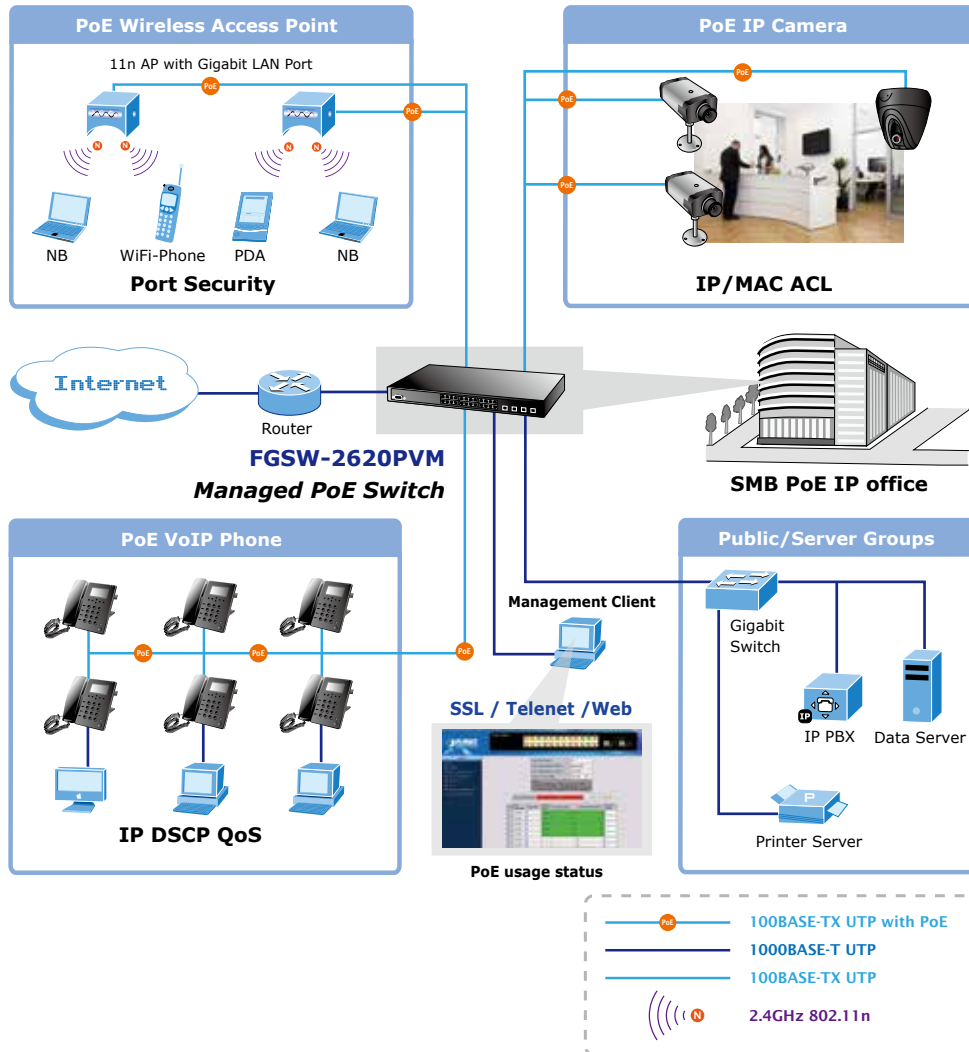 PoE Wireless Access Point
11n AP with Gigabit LAN Port
PoE
PoE
N
N
N
N
NB
WiFi-Phone
PDA
NB
Port Security
PoE IP Camera
PoE
PoE
PoE
IP/MAC ACL
Internet
Router
FGSW-2620PVM
Managed PoE Switch
SMB PoE IP office
PoE VoIP Phone
PoE
PoE
PoE
IP DSCP QoS
Management Client
SSL / Telenet /Web
PoE usage status
Public/Server Groups
Gigabit
Switch
IP
IP PBX
Data Server
P
Printer Server
PoE
100BASE-TX UTP with PoE
1000BASE-T UTP
100BASE-TX UTP
N
2.4GHz 802.11n